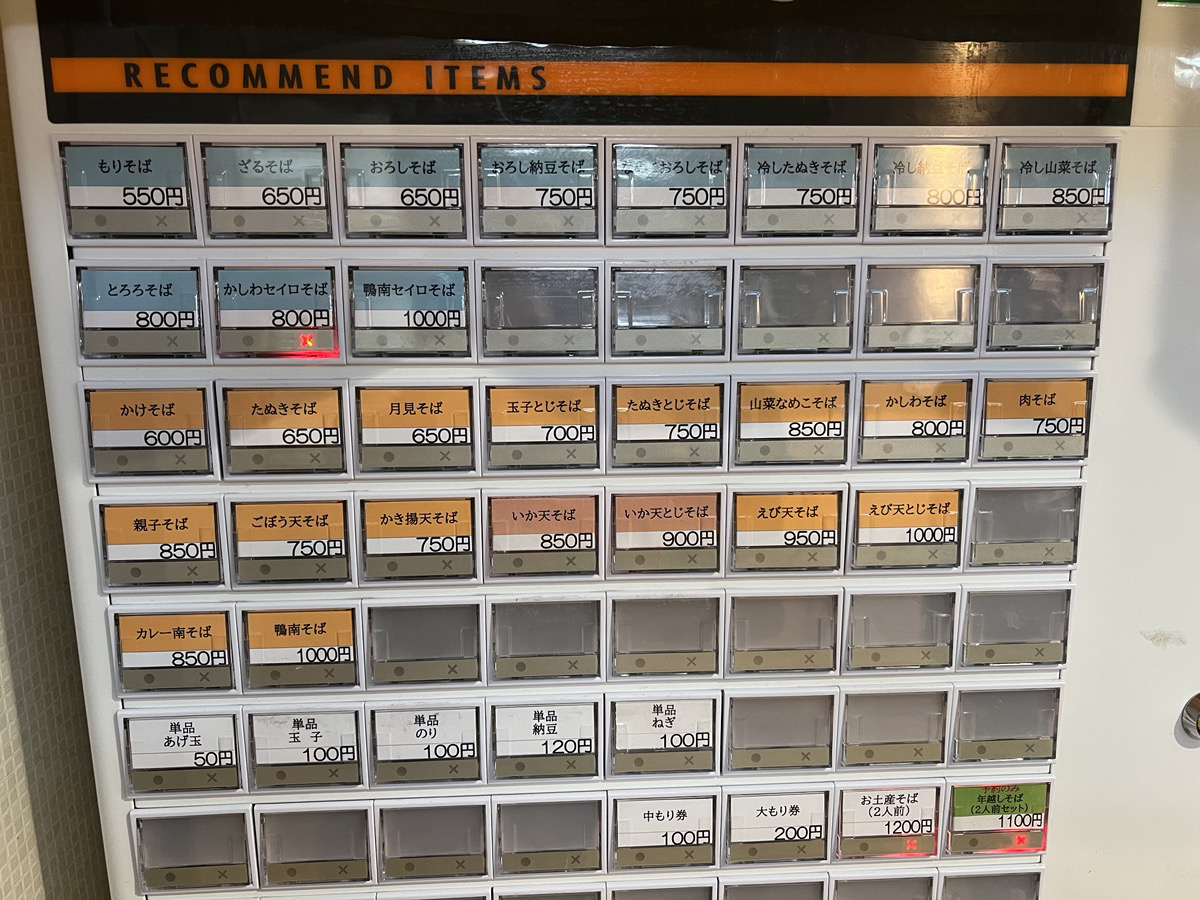 RECOMMEND ITEMS
もりそば
550円
ざるそば
650円
おろしそば
650円
おろし納豆そば
750円
おろしそば
750円
冷したぬきそば
750円
冷し納豆そば
800円
冷し山菜そば
850円
とろろそば
800円
かしわセイロそば
800円
鴨南セイロそば
1000円
かけそば
600円
たぬきそば
650円
月見そば
650円
玉子とじそば
700円
たぬきとじそば
750円
山菜なめこそば
850円
かしわそば
800円
肉そば
750円
親子そば
850円
ごぼう天そば
750円
かき揚天そば
750円
いか天そば
850円
いか天とじそば
900円
えび天そば
950円
えび天とじそば
1000円
カレー南そば
850円
鴨南そば
1000円
単品
あげ玉
50円
単品
玉子
100円
単品
のり
100円
単品
納豆
120円
単品
ねぎ
100円
中もり券
100円
大もり券
200円
お土産そば
(2人前)
1200円
予約のみ
年越しそば
(2人前セット)
1100円